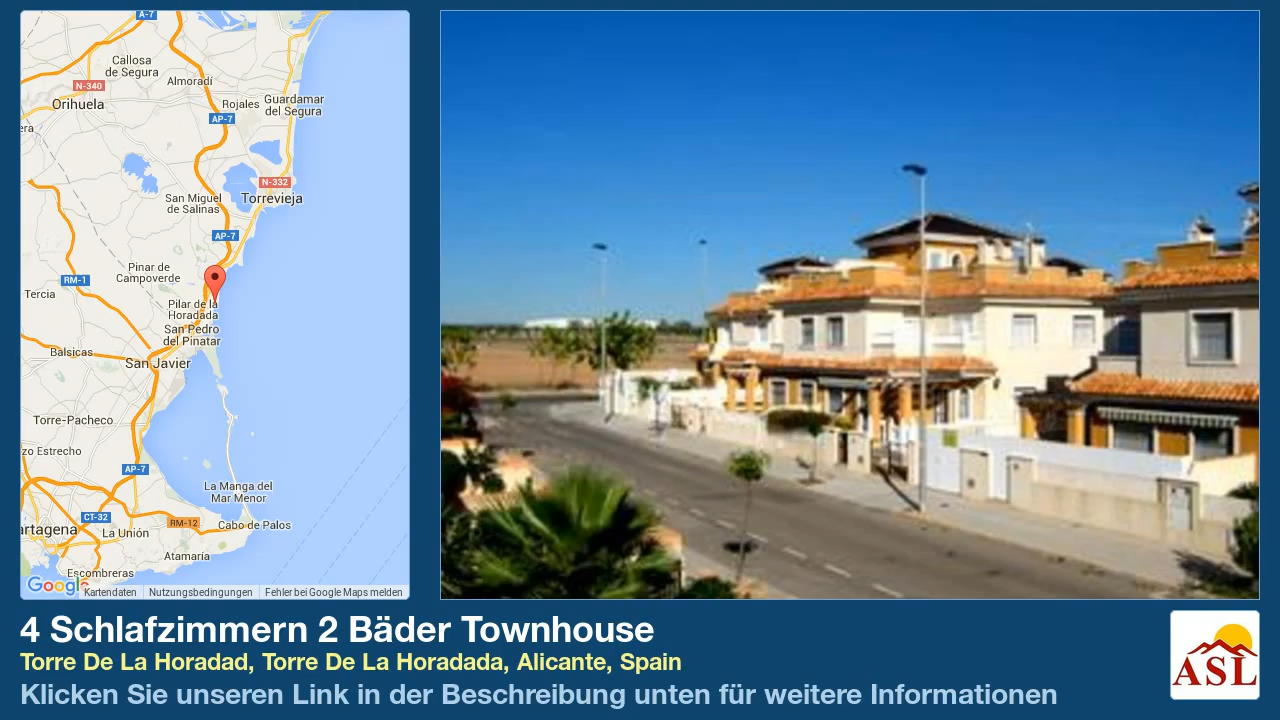 A-7
Callosa
de Segura
N-340
Almoradí
Orihuela
Rojales
Guardamar
del Segura
AP-7
era
N-332
San Miguel
de Salinas
Torrevieja
AP-7
Pinar de
Campoverde
RM-1
Tercia
Pilar de la
Horadada
San Pedro
del Pinatar
Balsicas
San Javier
Torre-Pacheco
zo Estrecho
AP-7
La Manga del
Mar Menor
CT-32
RM-12
Cabo de Palos
artagena
La Unión
Atamaría
Escombreras
Google
Kartendaten
Nutzungsbedingungen
Fehler bei Google Maps melden
4 Schlafzimmern 2 Bäder Townhouse
Torre De La Horadad, Torre De La Horadada, Alicante, Spain
Klicken Sie unseren Link in der Beschreibung unten für weitere Informationen
ASL